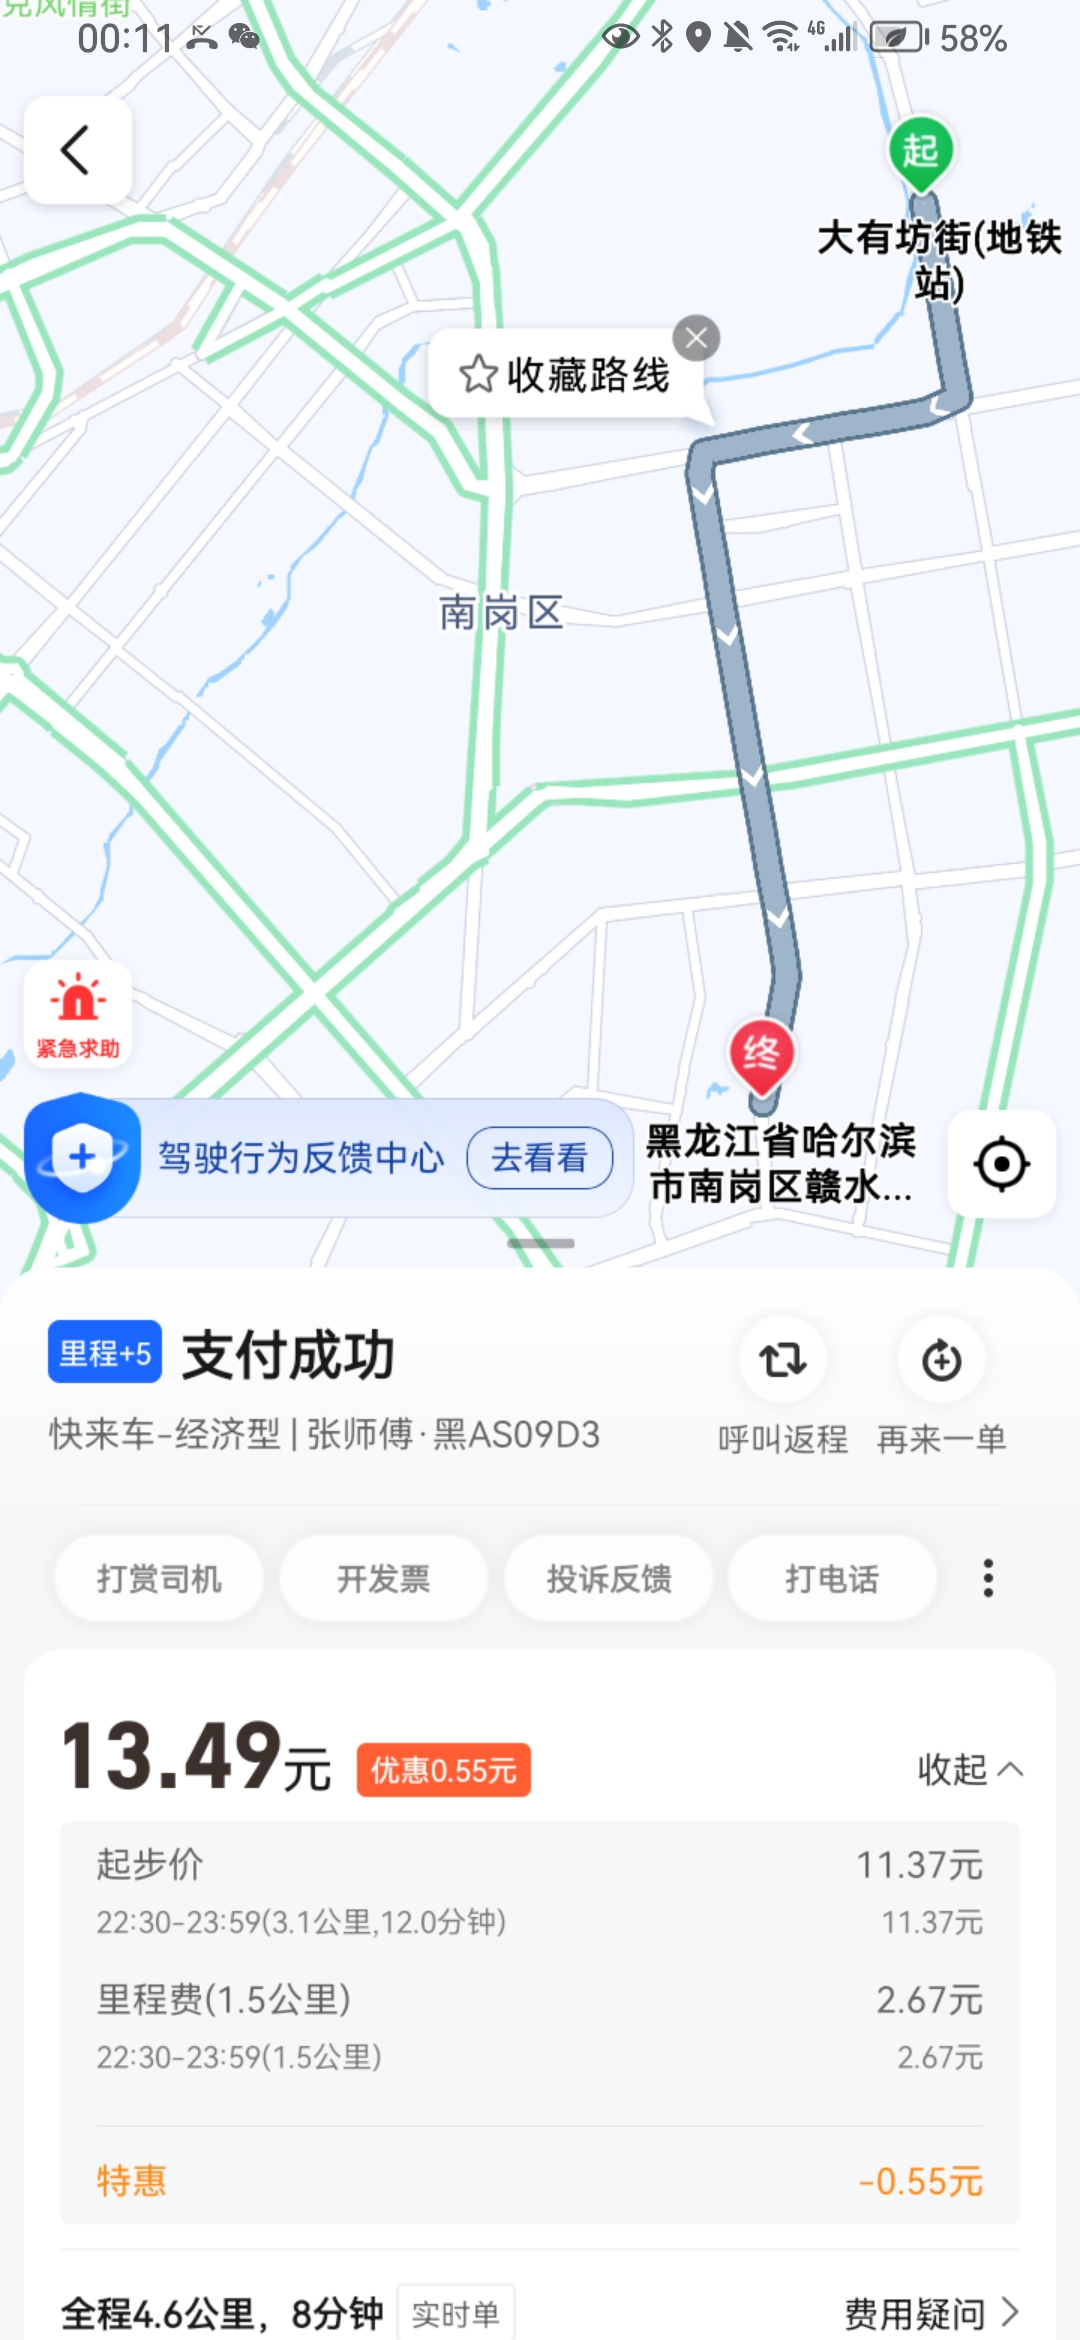 克风情街
00:11
4G
58%
起
大有坊街(地铁
站)
收藏路线
南岗区
紧急求助
终
驾驶行为反馈中心
去看看
黑龙江省哈尔滨
市南岗区赣水...
里程+5
支付成功
快来车-经济型 | 张师傅·黑AS09D3
呼叫返程
再来一单
打赏司机
开发票
投诉反馈
打电话
13.49元
优惠0.55元
收起
起步价 11.37元
22:30-23:59(3.1公里,12.0分钟) 11.37元
里程费(1.5公里) 2.67元
22:30-23:59(1.5公里) 2.67元
特惠 -0.55元
全程4.6公里，8分钟
实时单
费用疑问